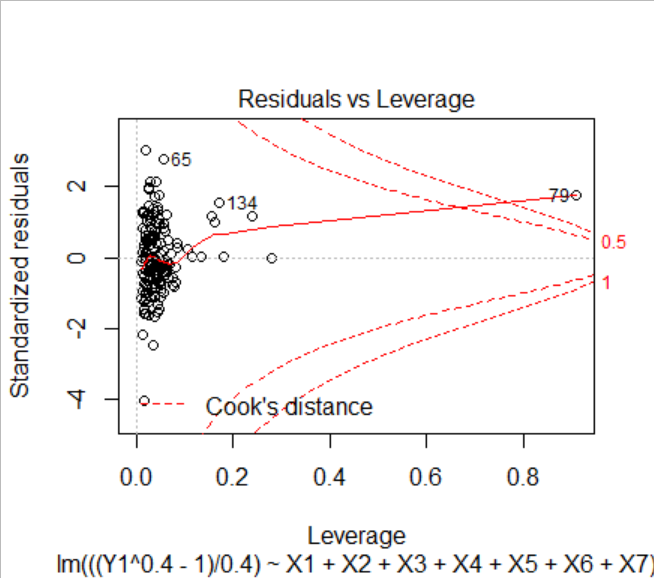 Residuals vs Leverage
Standardized residuals
2
0
-2
-4
65
134
79
0.5
1
Cook's distance
0.0 0.2 0.4 0.6 0.8
Leverage
lm(((Y1^0.4 - 1)/0.4) ~ X1 + X2 + X3 + X4 + X5 + X6 + X7)